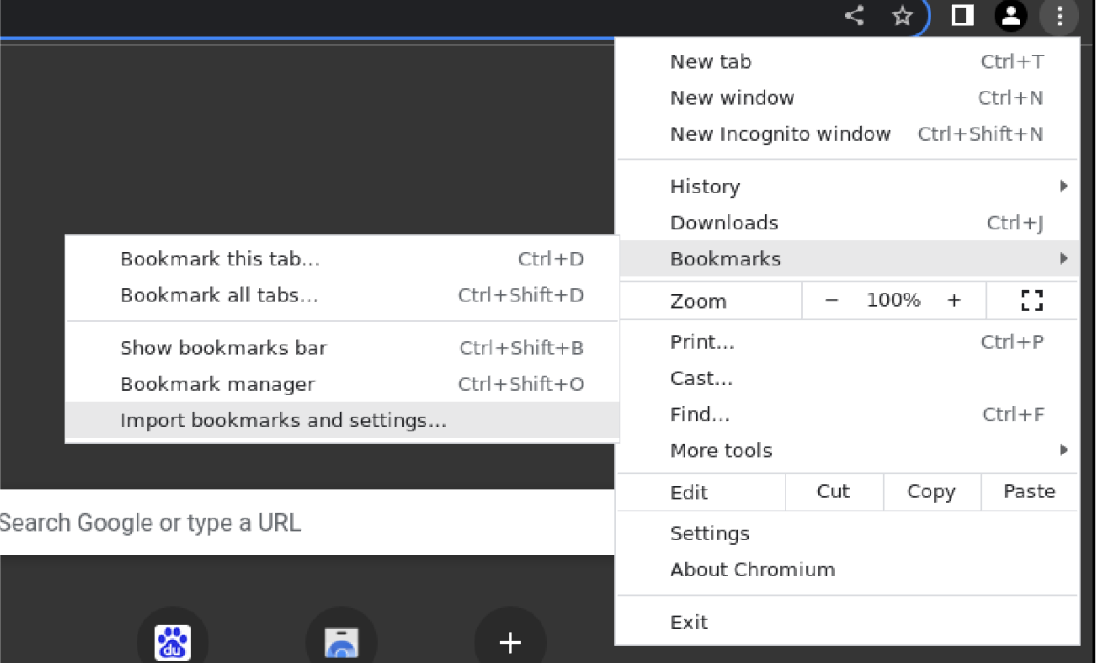 New tab Ctrl+T
New window Ctrl+N
New Incognito window Ctrl+Shift+N
History
Downloads Ctrl+J
Bookmarks
Bookmark this tab... Ctrl+D
Bookmark all tabs... Ctrl+Shift+D
Show bookmarks bar Ctrl+Shift+B
Bookmark manager Ctrl+Shift+O
Import bookmarks and settings...
Zoom − 100% +
Print... Ctrl+P
Cast...
Find... Ctrl+F
More tools
Edit Cut Copy Paste
Settings
About Chromium
Exit
Search Google or type a URL
du